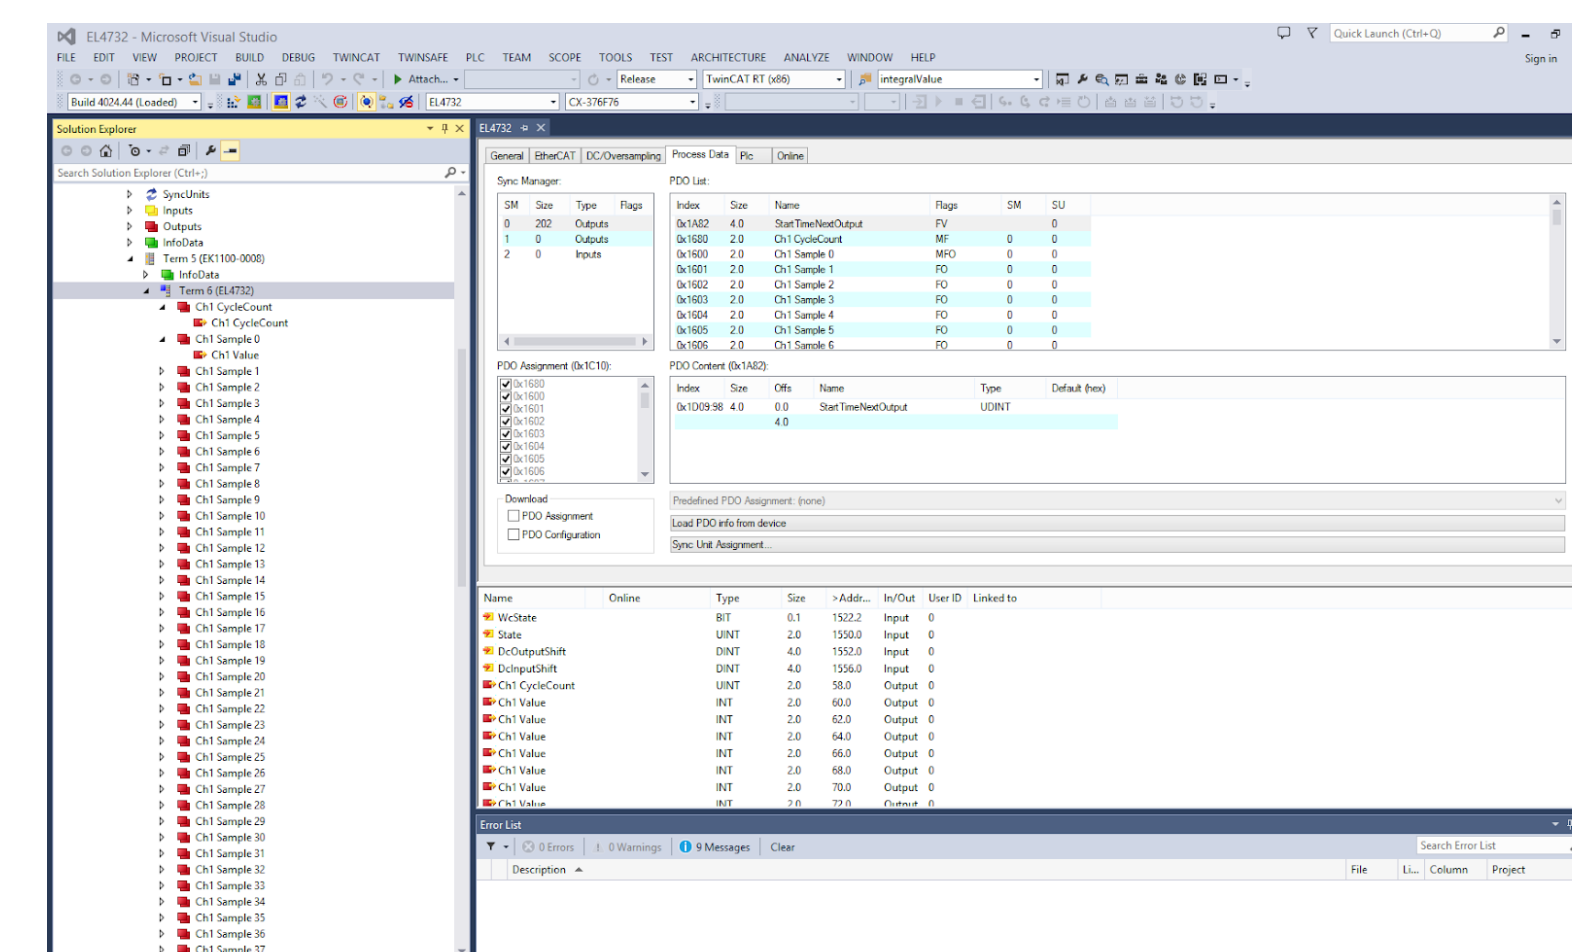 EL4732 - Microsoft Visual Studio
Quick Launch (Ctrl+Q)
FILE EDIT VIEW PROJECT BUILD DEBUG TWINCAT TWINSAFE PLC TEAM SCOPE TOOLS TEST ARCHITECTURE ANALYZE WINDOW HELP
Sign in
Attach... Release TwinCAT RT (x86) integralValue
Build 4024.44 (Loaded) EL4732 CX-376F76
Solution Explorer
Search Solution Explorer (Ctrl+;)
SyncUnits
Inputs
Outputs
InfoData
Term 5 (EK1100-0008)
InfoData
Term 6 (EL4732)
Ch1 CycleCount
Ch1 CycleCount
Ch1 Sample 0
Ch1 Value
Ch1 Sample 1
Ch1 Sample 2
Ch1 Sample 3
Ch1 Sample 4
Ch1 Sample 5
Ch1 Sample 6
Ch1 Sample 7
Ch1 Sample 8
Ch1 Sample 9
Ch1 Sample 10
Ch1 Sample 11
Ch1 Sample 12
Ch1 Sample 13
Ch1 Sample 14
Ch1 Sample 15
Ch1 Sample 16
Ch1 Sample 17
Ch1 Sample 18
Ch1 Sample 19
Ch1 Sample 20
Ch1 Sample 21
Ch1 Sample 22
Ch1 Sample 23
Ch1 Sample 24
Ch1 Sample 25
Ch1 Sample 26
Ch1 Sample 27
Ch1 Sample 28
Ch1 Sample 29
Ch1 Sample 30
Ch1 Sample 31
Ch1 Sample 32
Ch1 Sample 33
Ch1 Sample 34
Ch1 Sample 35
Ch1 Sample 36
Ch1 Sample 37
EL4732
General EtherCAT DC/Oversampling Process Data Plc Online
Sync Manager:
SM Size Type Flags
0 202 Outputs
1 0 Outputs
2 0 Inputs
PDO List:
Index Size Name Flags SM SU
0x1A82 4.0 StartTimeNextOutput FV 0
0x1680 2.0 Ch1 CycleCount MF 0 0
0x1600 2.0 Ch1 Sample 0 MFO 0 0
0x1601 2.0 Ch1 Sample 1 FO 0 0
0x1602 2.0 Ch1 Sample 2 FO 0 0
0x1603 2.0 Ch1 Sample 3 FO 0 0
0x1604 2.0 Ch1 Sample 4 FO 0 0
0x1605 2.0 Ch1 Sample 5 FO 0 0
0x1606 2.0 Ch1 Sample 6 FO 0 0
PDO Assignment (0x1C10):
0x1680
0x1600
0x1601
0x1602
0x1603
0x1604
0x1605
0x1606
0x1607
PDO Content (0x1A82):
Index Size Offs Name Type Default (hex)
0x1D09:98 4.0 0.0 StartTimeNextOutput UDINT
4.0
Download
PDO Assignment
PDO Configuration
Predefined PDO Assignment: (none)
Load PDO info from device
Sync Unit Assignment...
Name Online Type Size >Addr... In/Out User ID Linked to
WcState BIT 0.1 1522.2 Input 0
State UINT 2.0 1550.0 Input 0
DcOutputShift DINT 4.0 1552.0 Input 0
DcInputShift DINT 4.0 1556.0 Input 0
Ch1 CycleCount UINT 2.0 58.0 Output 0
Ch1 Value INT 2.0 60.0 Output 0
Ch1 Value INT 2.0 62.0 Output 0
Ch1 Value INT 2.0 64.0 Output 0
Ch1 Value INT 2.0 66.0 Output 0
Ch1 Value INT 2.0 68.0 Output 0
Ch1 Value INT 2.0 70.0 Output 0
Ch1 Value INT 2.0 72.0 Output 0
Error List
0 Errors 0 Warnings 9 Messages Clear
Search Error List
Description File Li... Column Project